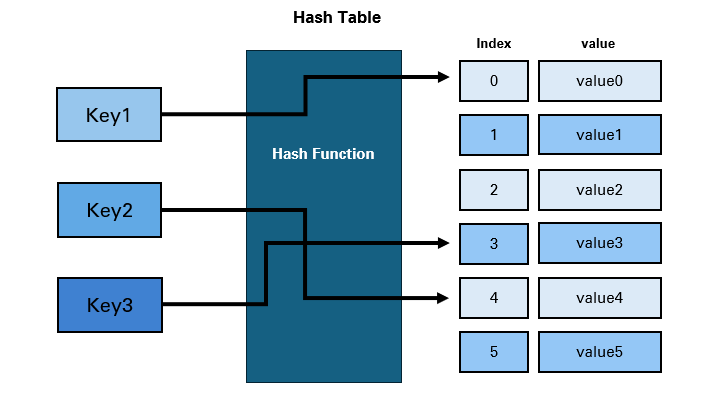 Hash Table
Index value
Key1
Key2
Key3
Hash Function
0 value0
1 value1
2 value2
3 value3
4 value4
5 value5